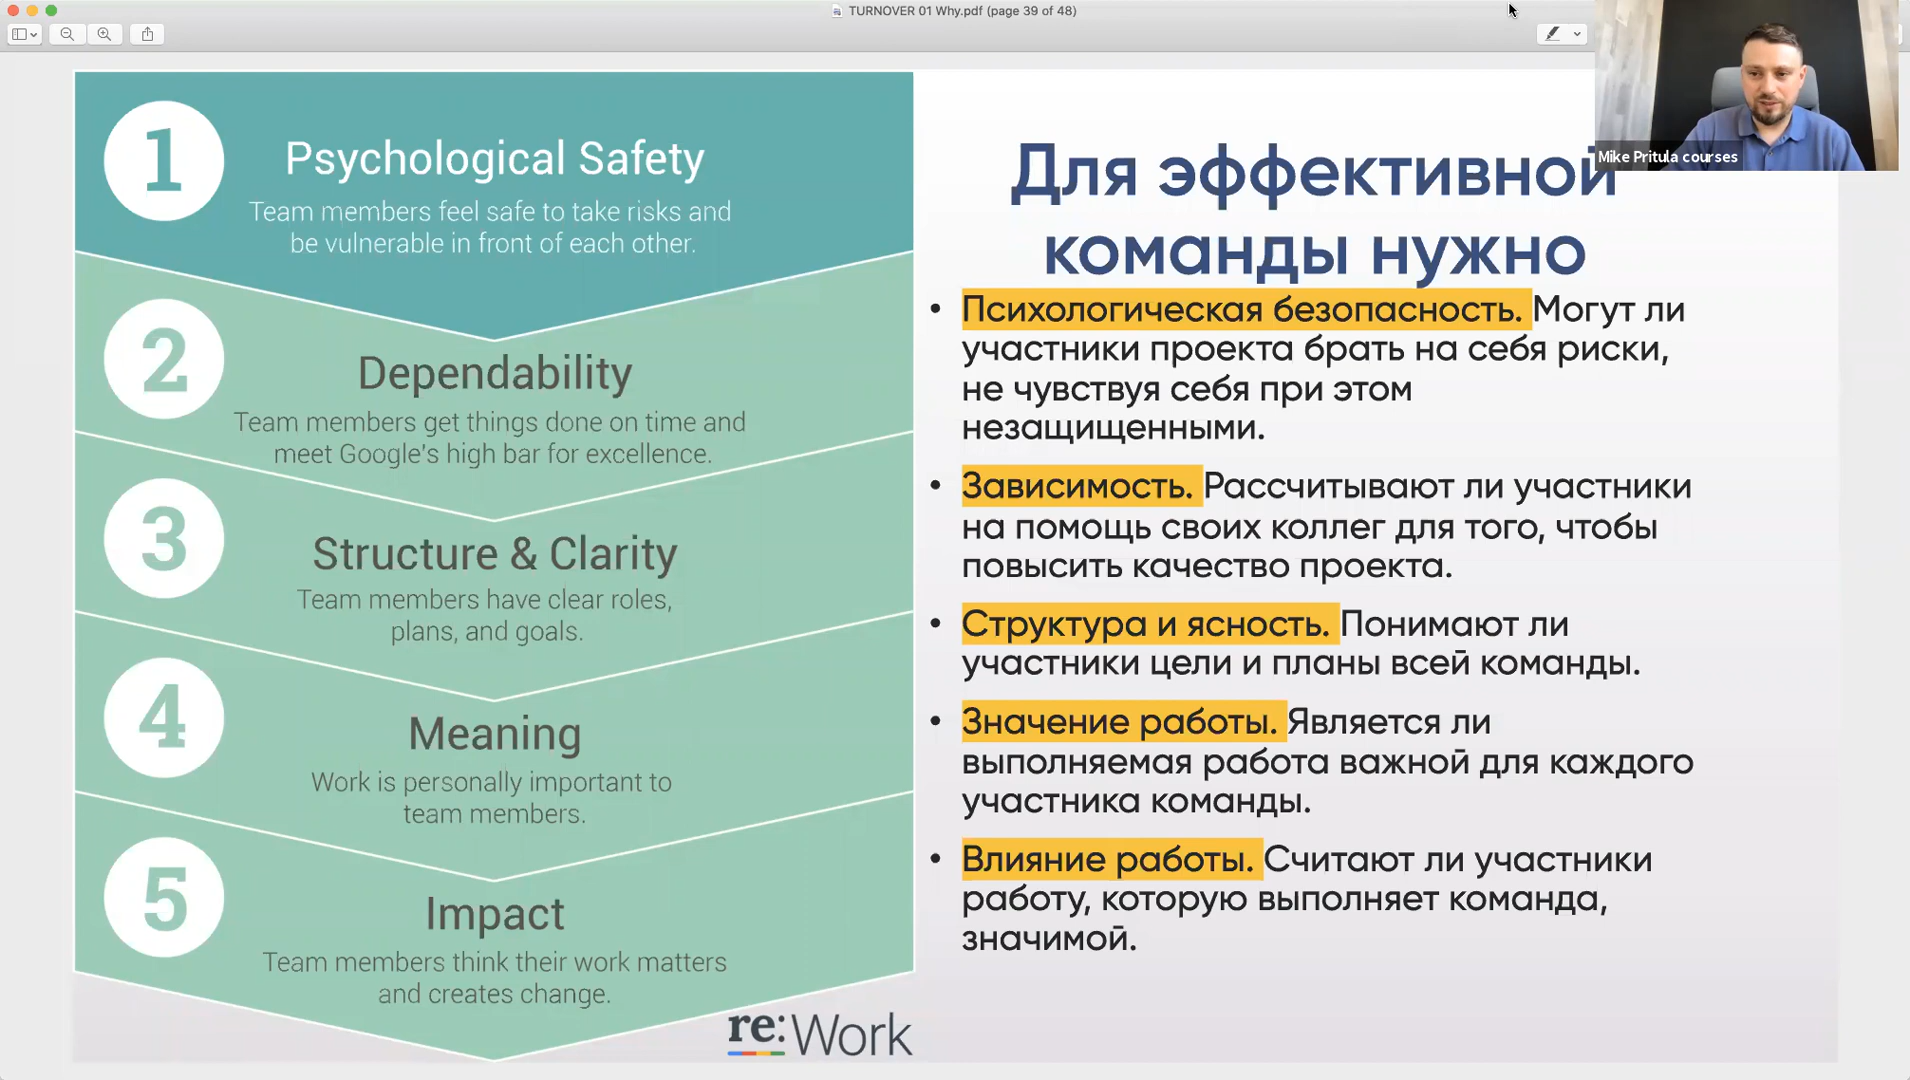 TURNOVER 01 Why.pdf (page 39 of 48)
Mike Pritula courses
1
Psychological Safety
Team members feel safe to take risks and
be vulnerable in front of each other.
2
Dependability
Team members get things done on time and
meet Google's high bar for excellence.
3
Structure & Clarity
Team members have clear roles,
plans, and goals.
4
Meaning
Work is personally important to
team members.
5
Impact
Team members think their work matters
and creates change.
re:Work
Для эффективной
команды нужно
• Психологическая безопасность. Могут ли
участники проекта брать на себя риски,
не чувствуя себя при этом
незащищенными.
• Зависимость. Рассчитывают ли участники
на помощь своих коллег для того, чтобы
повысить качество проекта.
• Структура и ясность. Понимают ли
участники цели и планы всей команды.
• Значение работы. Является ли
выполняемая работа важной для каждого
участника команды.
• Влияние работы. Считают ли участники
работу, которую выполняет команда,
значимой.